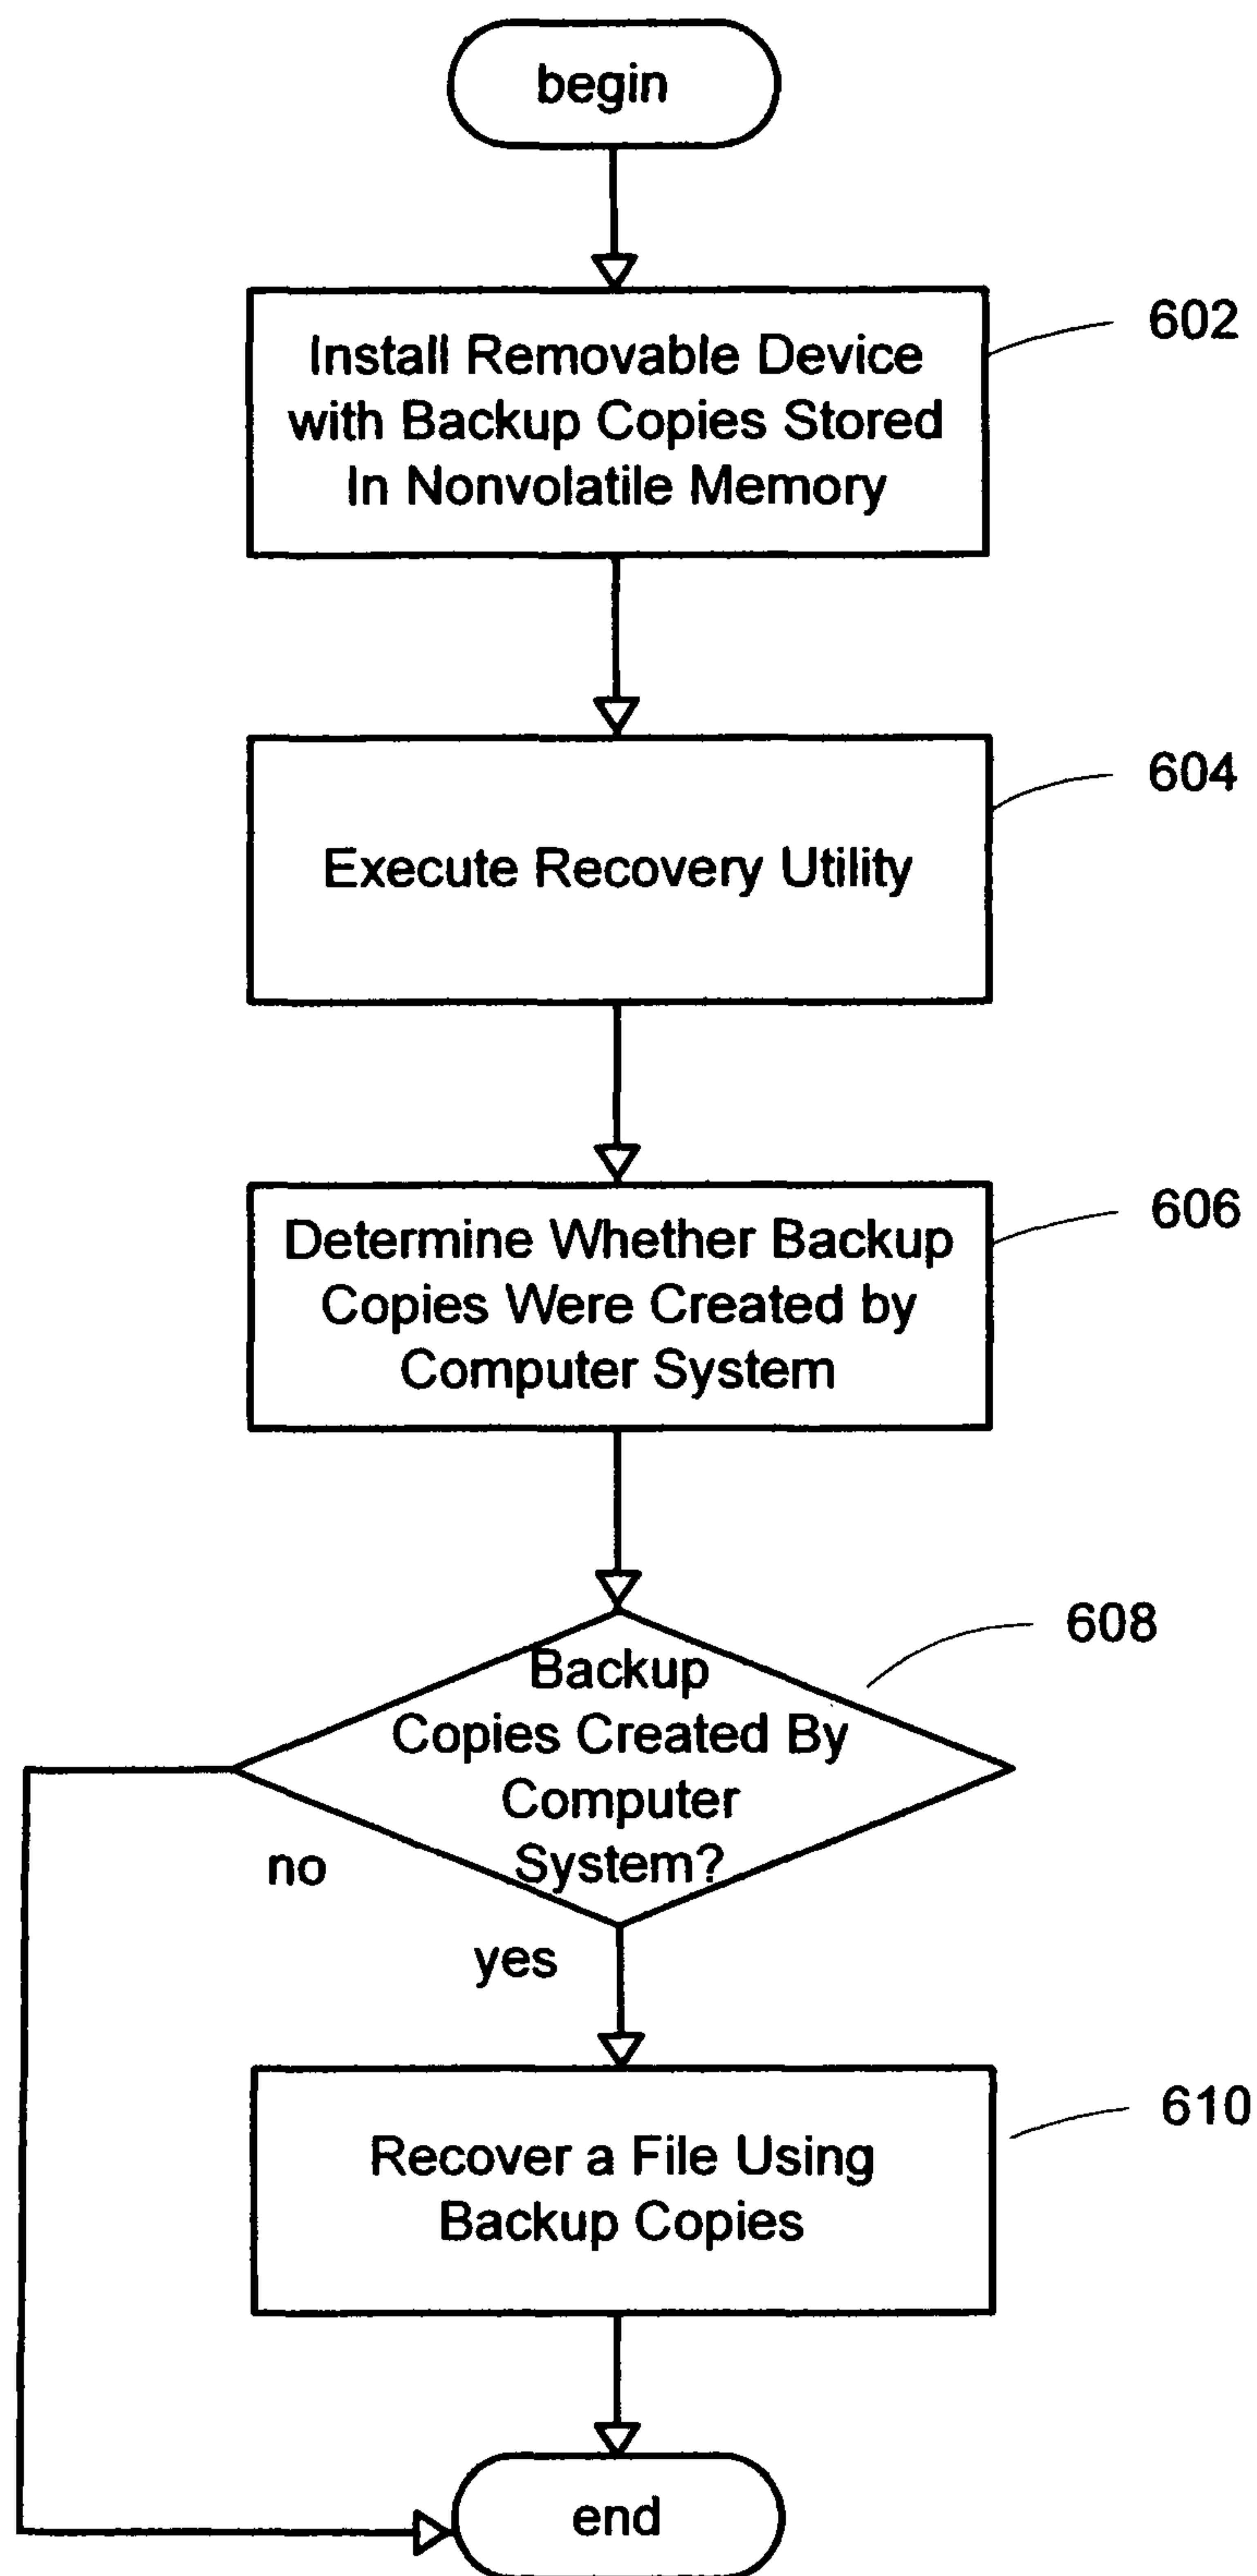 begin
Install Removable Device
with Backup Copies Stored
In Nonvolatile Memory
602
Execute Recovery Utility
604
Determine Whether Backup
Copies Were Created by
Computer System
606
Backup
Copies Created By
Computer
System?
608
no
yes
Recover a File Using
Backup Copies
610
end